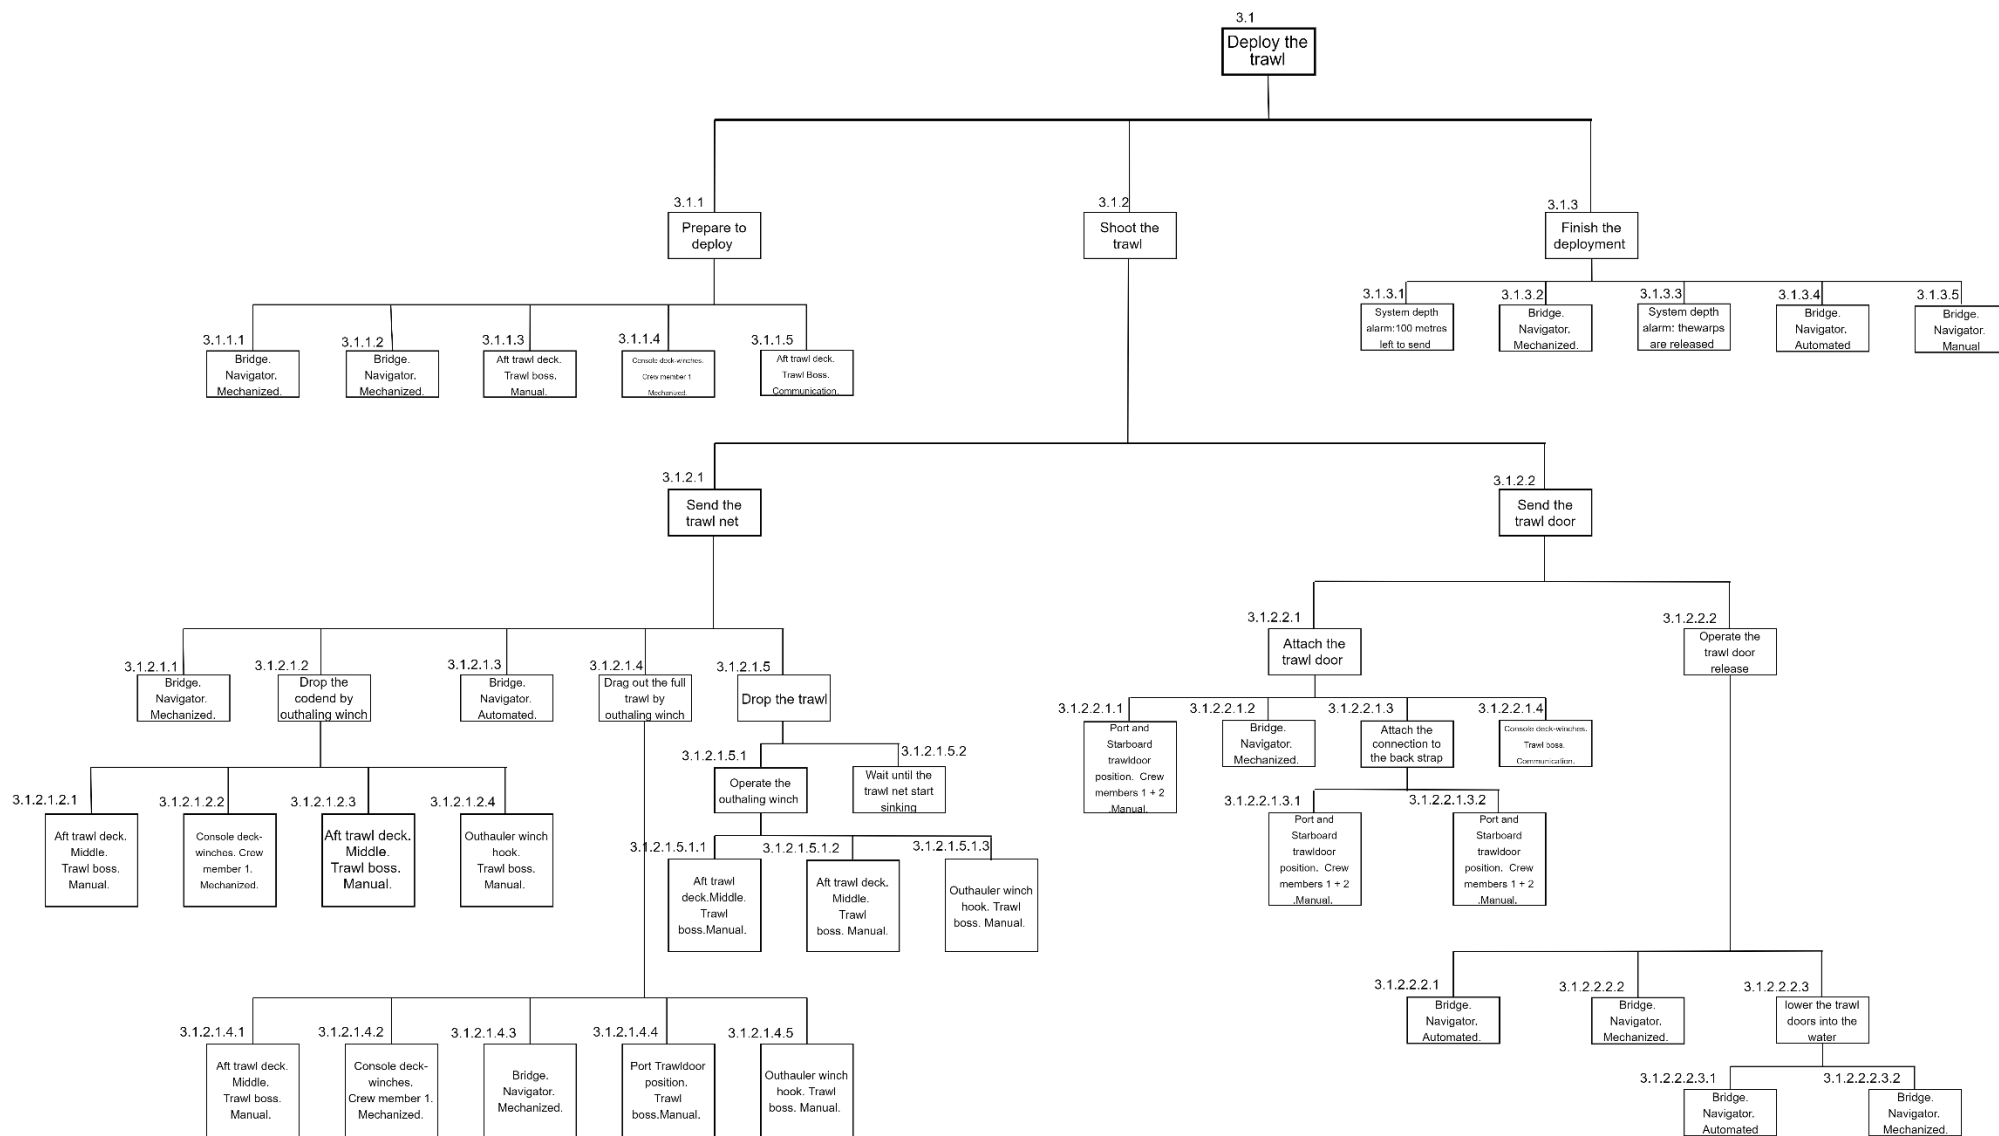 3.1
Deploy the
trawl
3.1.1
Prepare to
deploy
3.1.2
Shoot the
trawl
3.1.3
Finish the
deployment
3.1.1.1
Bridge.
Navigator.
Mechanized.
3.1.1.2
Bridge.
Navigator.
Mechanized.
3.1.1.3
Aft trawl deck.
Trawl boss.
Manual.
3.1.1.4
Console deck-winches.
Crew member 1
Mechanized.
3.1.1.5
Aft trawl deck.
Trawl Boss.
Communication.
3.1.3.1
System depth
alarm:100 metres
left to send
3.1.3.2
Bridge.
Navigator.
Mechanized.
3.1.3.3
System depth
alarm: thewarps
are released
3.1.3.4
Bridge.
Navigator.
Automated
3.1.3.5
Bridge.
Navigator.
Manual
3.1.2.1
Send the
trawl net
3.1.2.2
Send the
trawl door
3.1.2.1.1
Bridge.
Navigator.
Mechanized.
3.1.2.1.2
Drop the
codend by
outhaling winch
3.1.2.1.3
Bridge.
Navigator.
Automated.
3.1.2.1.4
Drag out the full
trawl by
outhaling winch
3.1.2.1.5
Drop the trawl
3.1.2.2.1
Attach the
trawl door
3.1.2.2.2
Operate the
trawl door
release
3.1.2.1.2.1
Aft trawl deck.
Middle.
Trawl boss.
Manual.
3.1.2.1.2.2
Console deck-
winches. Crew
member 1.
Mechanized.
3.1.2.1.2.3
Aft trawl deck.
Middle.
Trawl boss.
Manual.
3.1.2.1.2.4
Outhauler winch
hook.
Trawl boss.
Manual.
3.1.2.1.5.1
Operate the
outhaling winch
3.1.2.1.5.2
Wait until the
trawl net start
sinking
3.1.2.1.5.1.1
Aft trawl
deck.Middle.
Trawl
boss.Manual.
3.1.2.1.5.1.2
Aft trawl deck.
Middle.
Trawl
boss. Manual.
3.1.2.1.5.1.3
Outhauler winch
hook. Trawl
boss. Manual.
3.1.2.2.1.1
Port and
Starboard
trawldoor
position. Crew
members 1 + 2
.Manual.
3.1.2.2.1.2
Bridge.
Navigator.
Mechanized.
3.1.2.2.1.3
Attach the
connection to
the back strap
3.1.2.2.1.4
Console deck-winches.
Trawl boss.
Communication.
3.1.2.2.1.3.1
Port and
Starboard
trawldoor
position. Crew
members 1 + 2
.Manual.
3.1.2.2.1.3.2
Port and
Starboard
trawldoor
position. Crew
members 1 + 2
.Manual.
3.1.2.1.4.1
Aft trawl deck.
Middle.
Trawl boss.
Manual.
3.1.2.1.4.2
Console deck-
winches.
Crew member 1.
Mechanized.
3.1.2.1.4.3
Bridge.
Navigator.
Mechanized.
3.1.2.1.4.4
Port Trawldoor
position.
Trawl
boss.Manual.
3.1.2.1.4.5
Outhauler winch
hook. Trawl
boss. Manual.
3.1.2.2.2.1
Bridge.
Navigator.
Automated.
3.1.2.2.2.2
Bridge.
Navigator.
Mechanized.
3.1.2.2.2.3
lower the trawl
doors into the
water
3.1.2.2.2.3.1
Bridge.
Navigator.
Automated
3.1.2.2.2.3.2
Bridge.
Navigator.
Mechanized.